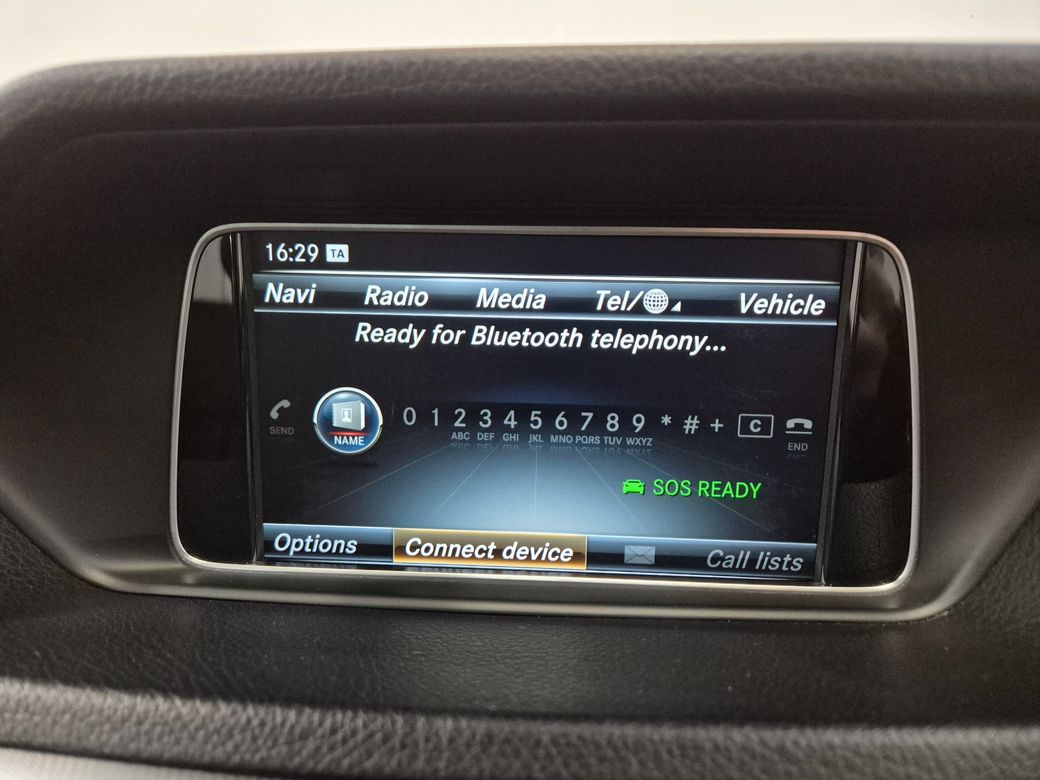 16:29 TA
Navi Radio Media Tel/ Vehicle
Ready for Bluetooth telephony...
SEND NAME 0 1 2 3 4 5 6 7 8 9 * # + C END
ABC DEF GHI JKL MNO PQRS TUV WXYZ
SOS READY
Options Connect device Call lists